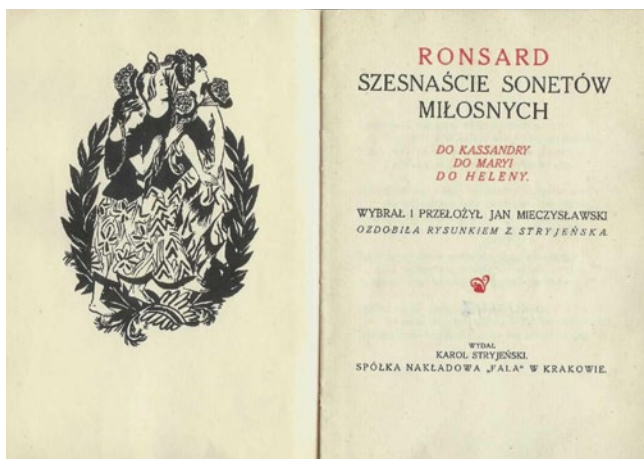 RONSARD
SZESNAŚCIE SONETÓW
MIŁOSNYCH
DO KASSANDRY
DO MARYI
DO HELENY.
WYBRAŁ I PRZEŁOŻYŁ JAN MIECZYSŁAWSKI
OZDOBIŁA RYSUNKIEM Z. STRYJEŃSKA.
WYDAŁ
KAROL STRYJEŃSKI.
SPÓŁKA NAKŁADOWA „FALA“ W KRAKOWIE.